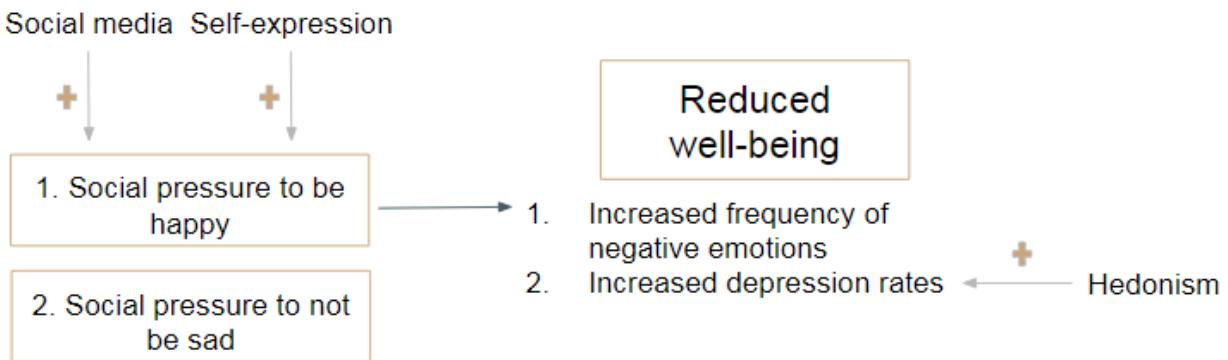 Social media Self-expression
Reduced
well-being
1. Social pressure to be
happy
1. Increased frequency of
negative emotions
2. Increased depression rates
Hedonism
2. Social pressure to not
be sad